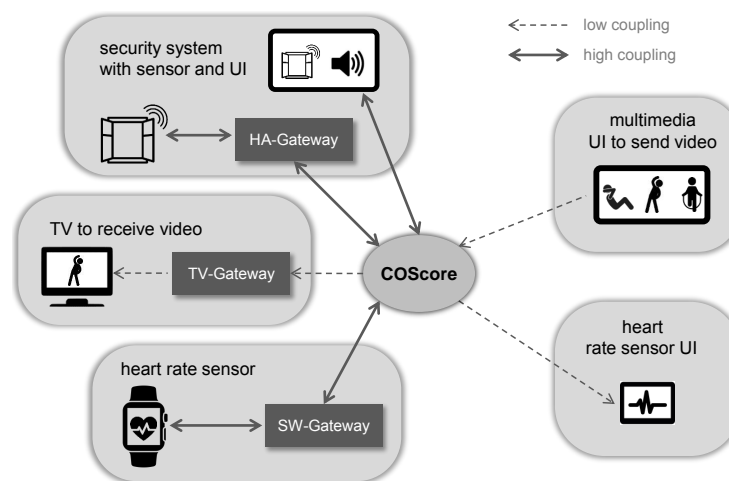 security system
with sensor and UI
HA-Gateway
low coupling
high coupling
multimedia
UI to send video
TV to receive video
TV-Gateway
COScore
heart rate sensor
SW-Gateway
heart
rate sensor UI